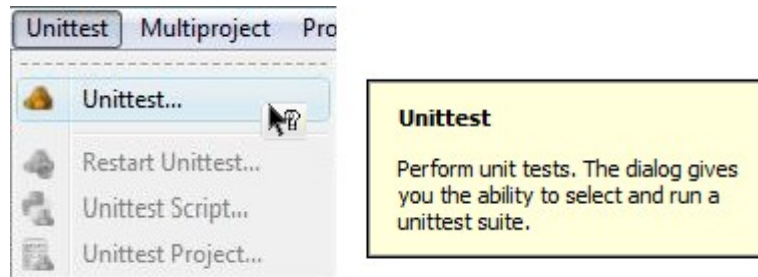 Unittest Multiproject Pro
Unittest...
Restart Unittest...
Unittest Script...
Unittest Project...
Unittest
Perform unit tests. The dialog gives
you the ability to select and run a
unittest suite.